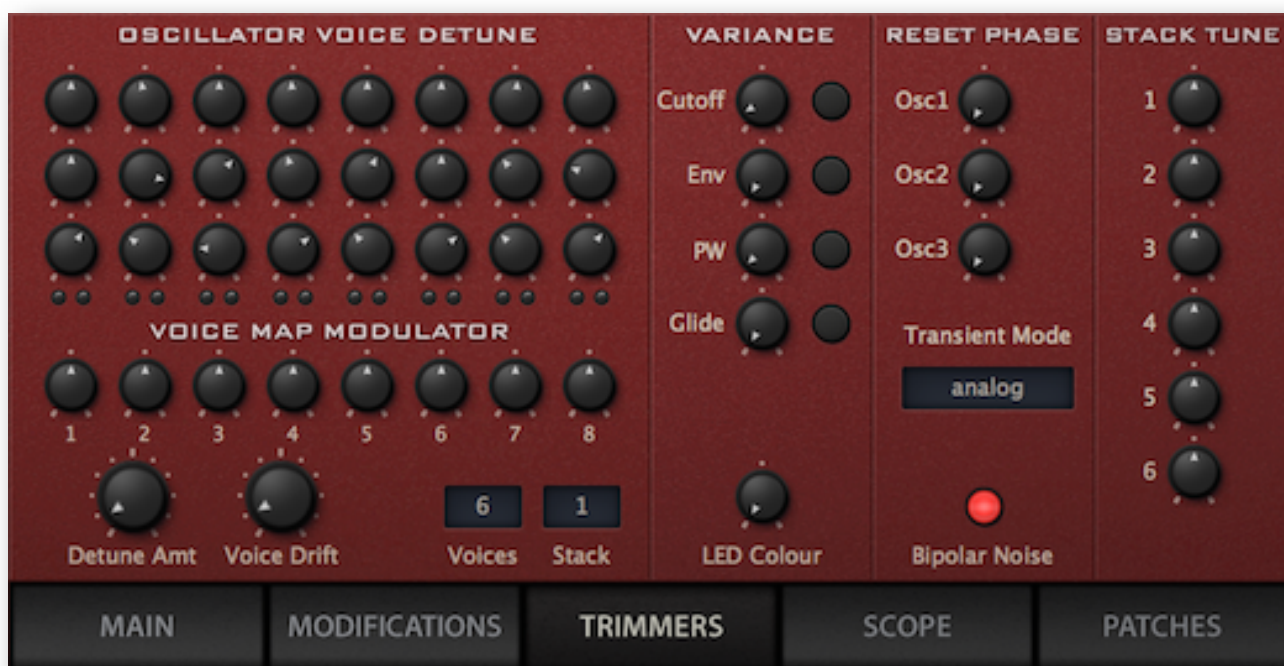 OSCILLATOR VOICE DETUNE
VOICE MAP MODULATOR
1 2 3 4 5 6 7 8
Detune Amt
Voice Drift
6
Voices
1
Stack
VARIANCE
Cutoff
Env
PW
Glide
LED Colour
RESET PHASE
Osc1
Osc2
Osc3
Transient Mode
analog
Bipolar Noise
STACK TUNE
1
2
3
4
5
6
MAIN MODIFICATIONS TRIMMERS SCOPE PATCHES